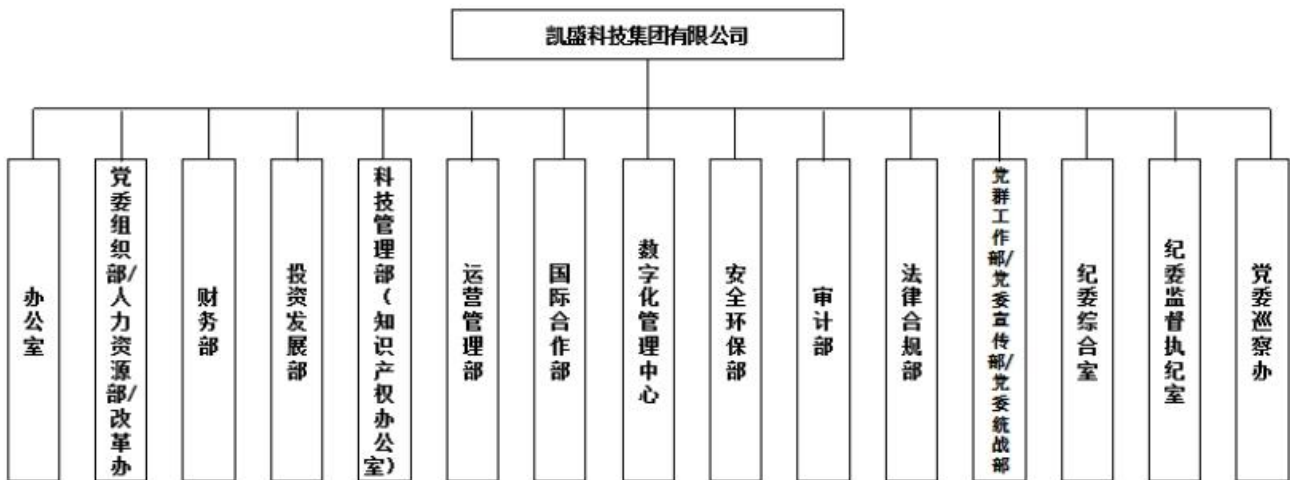 凯盛科技集团有限公司
办公室
党委组织部/人力资源部/改革办
财务部
投资发展部
科技管理部（知识产权办公室）
运营管理部
国际合作部
数字化管理中心
安全环保部
审计部
法律合规部
党群工作部/党委宣传部/党委统战部
纪委综合室
纪委监督执纪室
党委巡察办